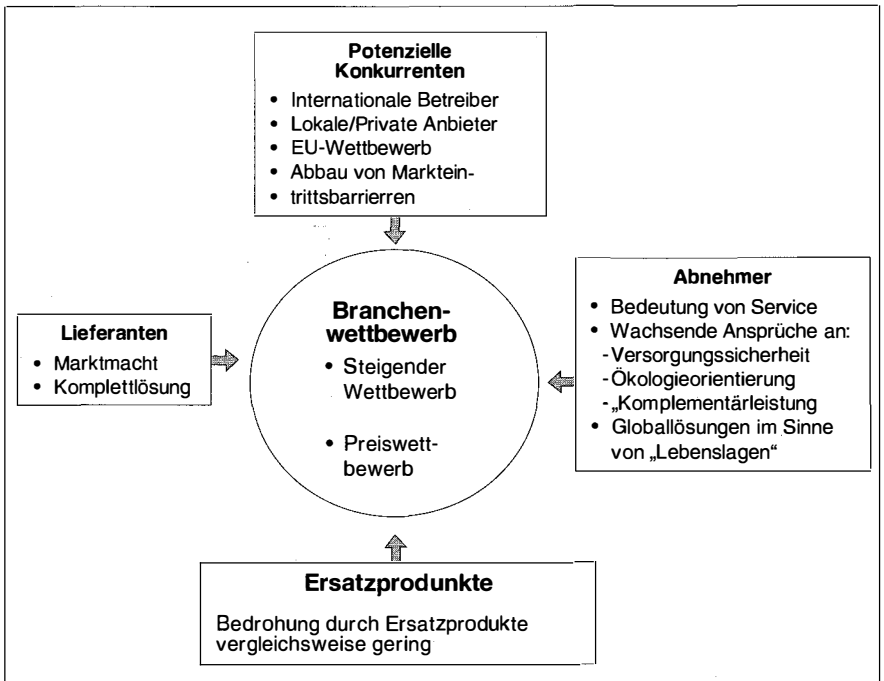 Potenzielle
Konkurrenten
• Internationale Betreiber
• Lokale/Private Anbieter
• EU-Wettbewerb
• Abbau von Marktein-
• trittsbarrierren
Branchen-
wettbewerb
• Steigender
Wettbewerb
• Preiswett-
bewerb
Lieferanten
• Marktmacht
• Komplettlösung
Abnehmer
• Bedeutung von Service
• Wachsende Ansprüche an:
-Versorgungssicherheit
-Ökologieorientierung
-„Komplementärleistung
• Globallösungen im Sinne
von „Lebenslagen“
Ersatzprodunkte
Bedrohung durch Ersatzprodukte
vergleichsweise gering